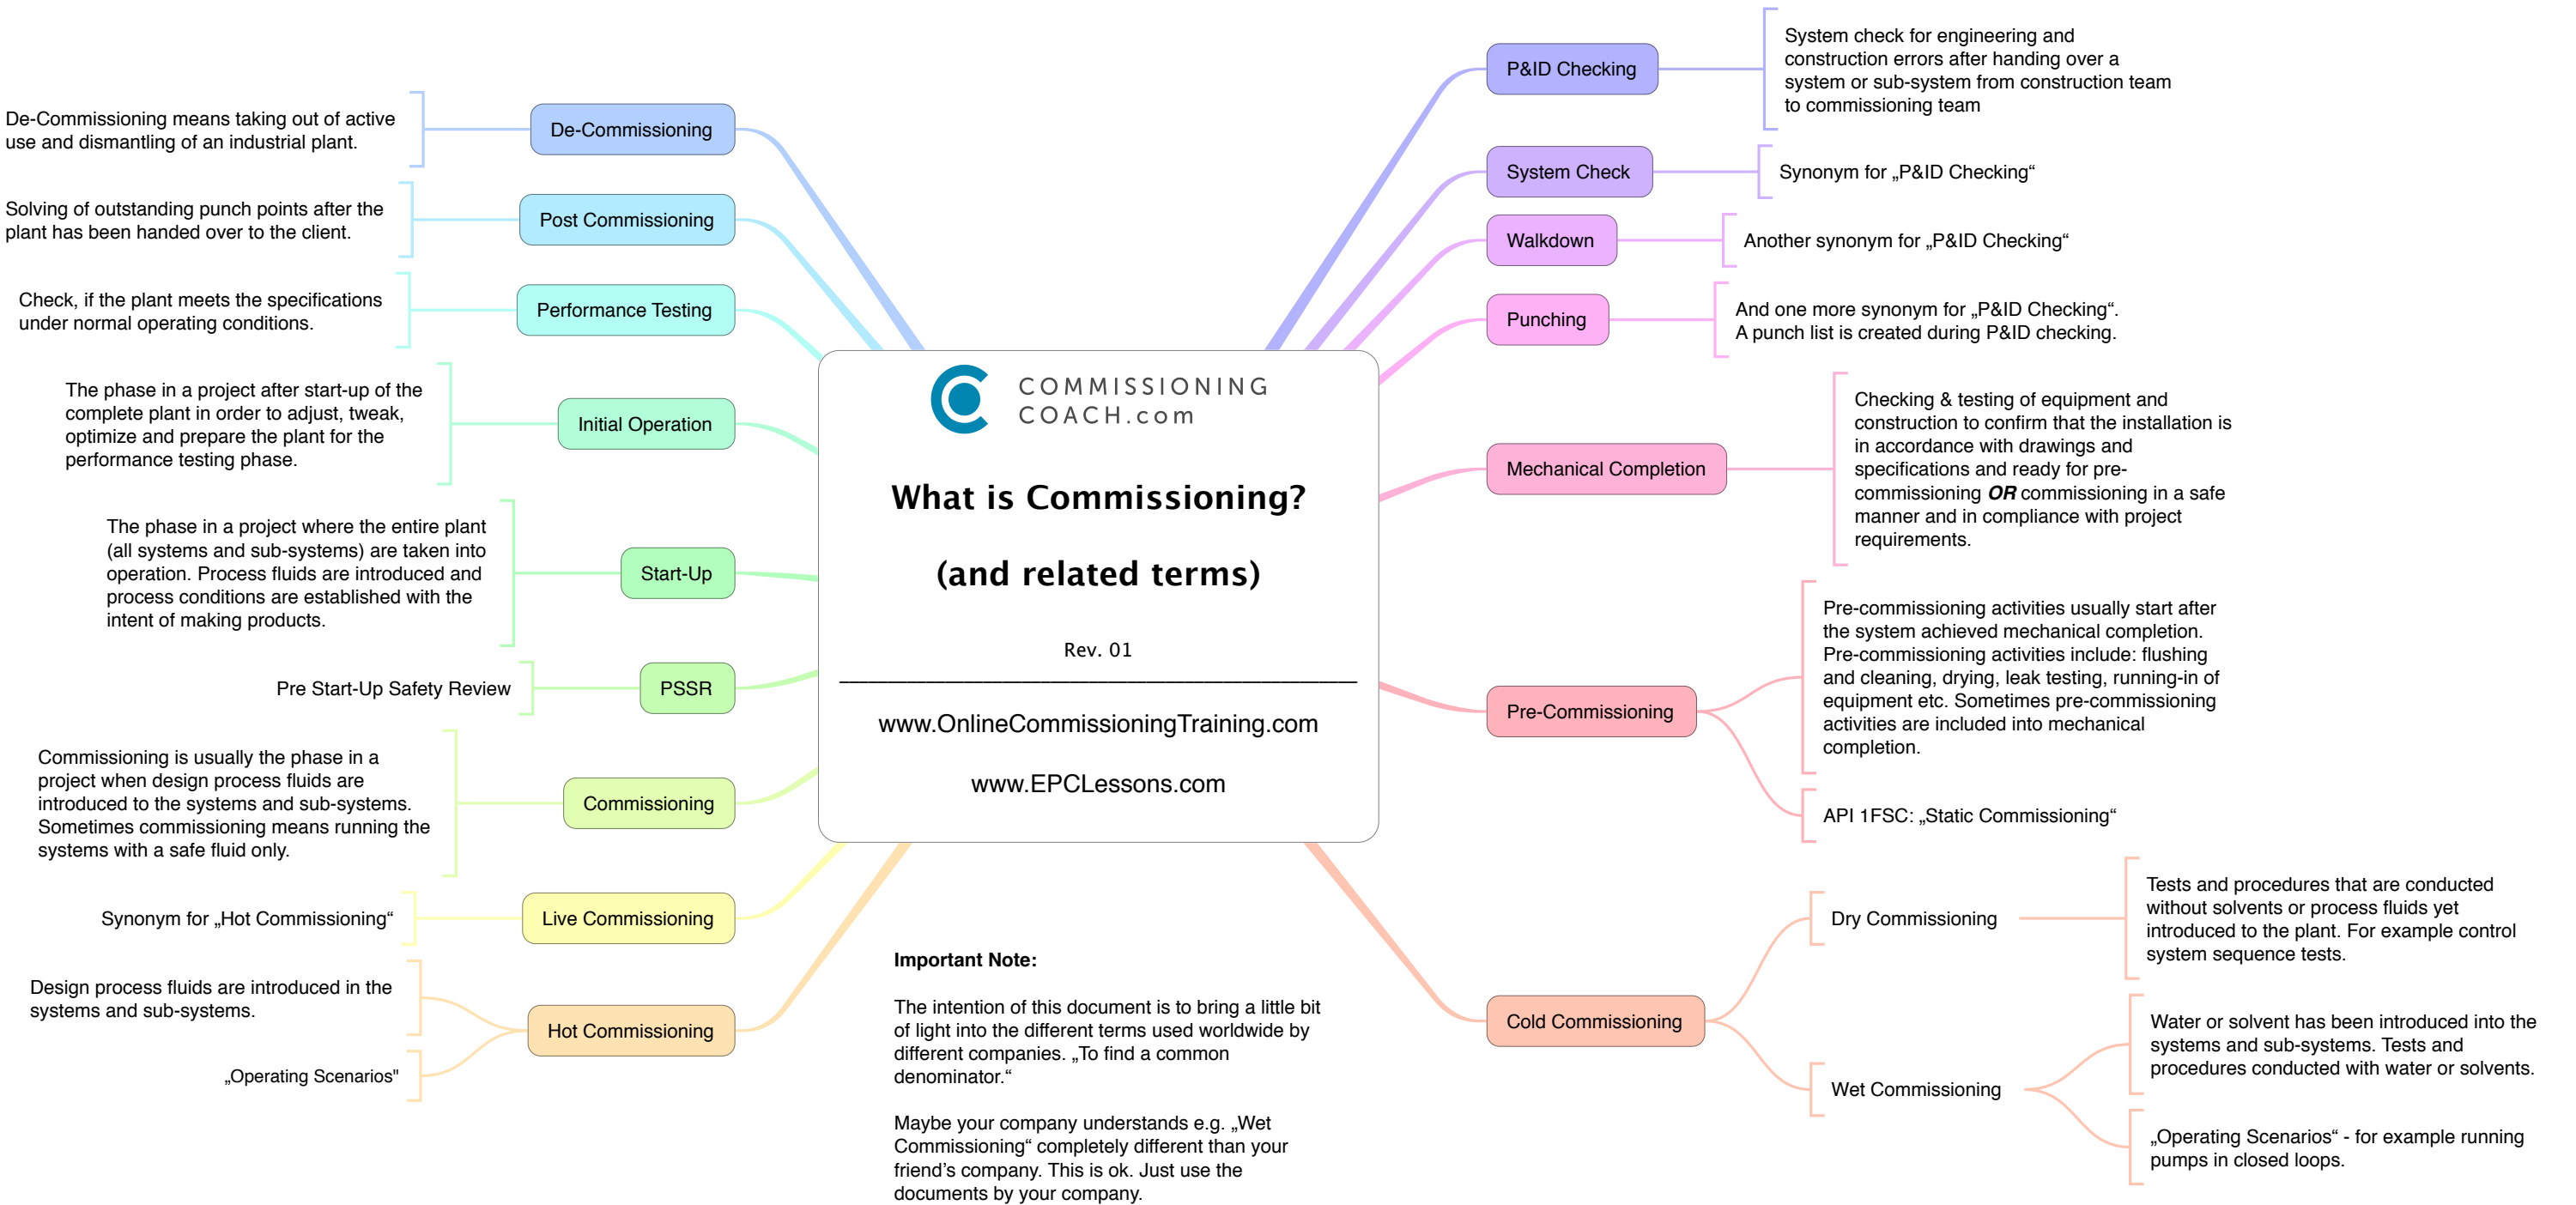 COMMISSIONING
COACH.com
What is Commissioning?
(and related terms)
Rev. 01
www.OnlineCommissioningTraining.com
www.EPCLessons.com
P&ID Checking
System check for engineering and
construction errors after handing over a
system or sub-system from construction team
to commissioning team
System Check
Synonym for „P&ID Checking“
Walkdown
Another synonym for „P&ID Checking“
Punching
And one more synonym for „P&ID Checking“.
A punch list is created during P&ID checking.
Mechanical Completion
Checking & testing of equipment and
construction to confirm that the installation is
in accordance with drawings and
specifications and ready for pre-
commissioning OR commissioning in a safe
manner and in compliance with project
requirements.
Pre-Commissioning
Pre-commissioning activities usually start after
the system achieved mechanical completion.
Pre-commissioning activities include: flushing
and cleaning, drying, leak testing, running-in of
equipment etc. Sometimes pre-commissioning
activities are included into mechanical
completion.
API 1FSC: „Static Commissioning“
Cold Commissioning
Dry Commissioning
Tests and procedures that are conducted
without solvents or process fluids yet
introduced to the plant. For example control
system sequence tests.
Wet Commissioning
Water or solvent has been introduced into the
systems and sub-systems. Tests and
procedures conducted with water or solvents.
„Operating Scenarios“ - for example running
pumps in closed loops.
De-Commissioning
De-Commissioning means taking out of active
use and dismantling of an industrial plant.
Post Commissioning
Solving of outstanding punch points after the
plant has been handed over to the client.
Performance Testing
Check, if the plant meets the specifications
under normal operating conditions.
Initial Operation
The phase in a project after start-up of the
complete plant in order to adjust, tweak,
optimize and prepare the plant for the
performance testing phase.
Start-Up
The phase in a project where the entire plant
(all systems and sub-systems) are taken into
operation. Process fluids are introduced and
process conditions are established with the
intent of making products.
PSSR
Pre Start-Up Safety Review
Commissioning
Commissioning is usually the phase in a
project when design process fluids are
introduced to the systems and sub-systems.
Sometimes commissioning means running the
systems with a safe fluid only.
Live Commissioning
Synonym for „Hot Commissioning“
Hot Commissioning
Design process fluids are introduced in the
systems and sub-systems.
„Operating Scenarios"
Important Note:
The intention of this document is to bring a little bit
of light into the different terms used worldwide by
different companies. „To find a common
denominator.“
Maybe your company understands e.g. „Wet
Commissioning“ completely different than your
friend’s company. This is ok. Just use the
documents by your company.